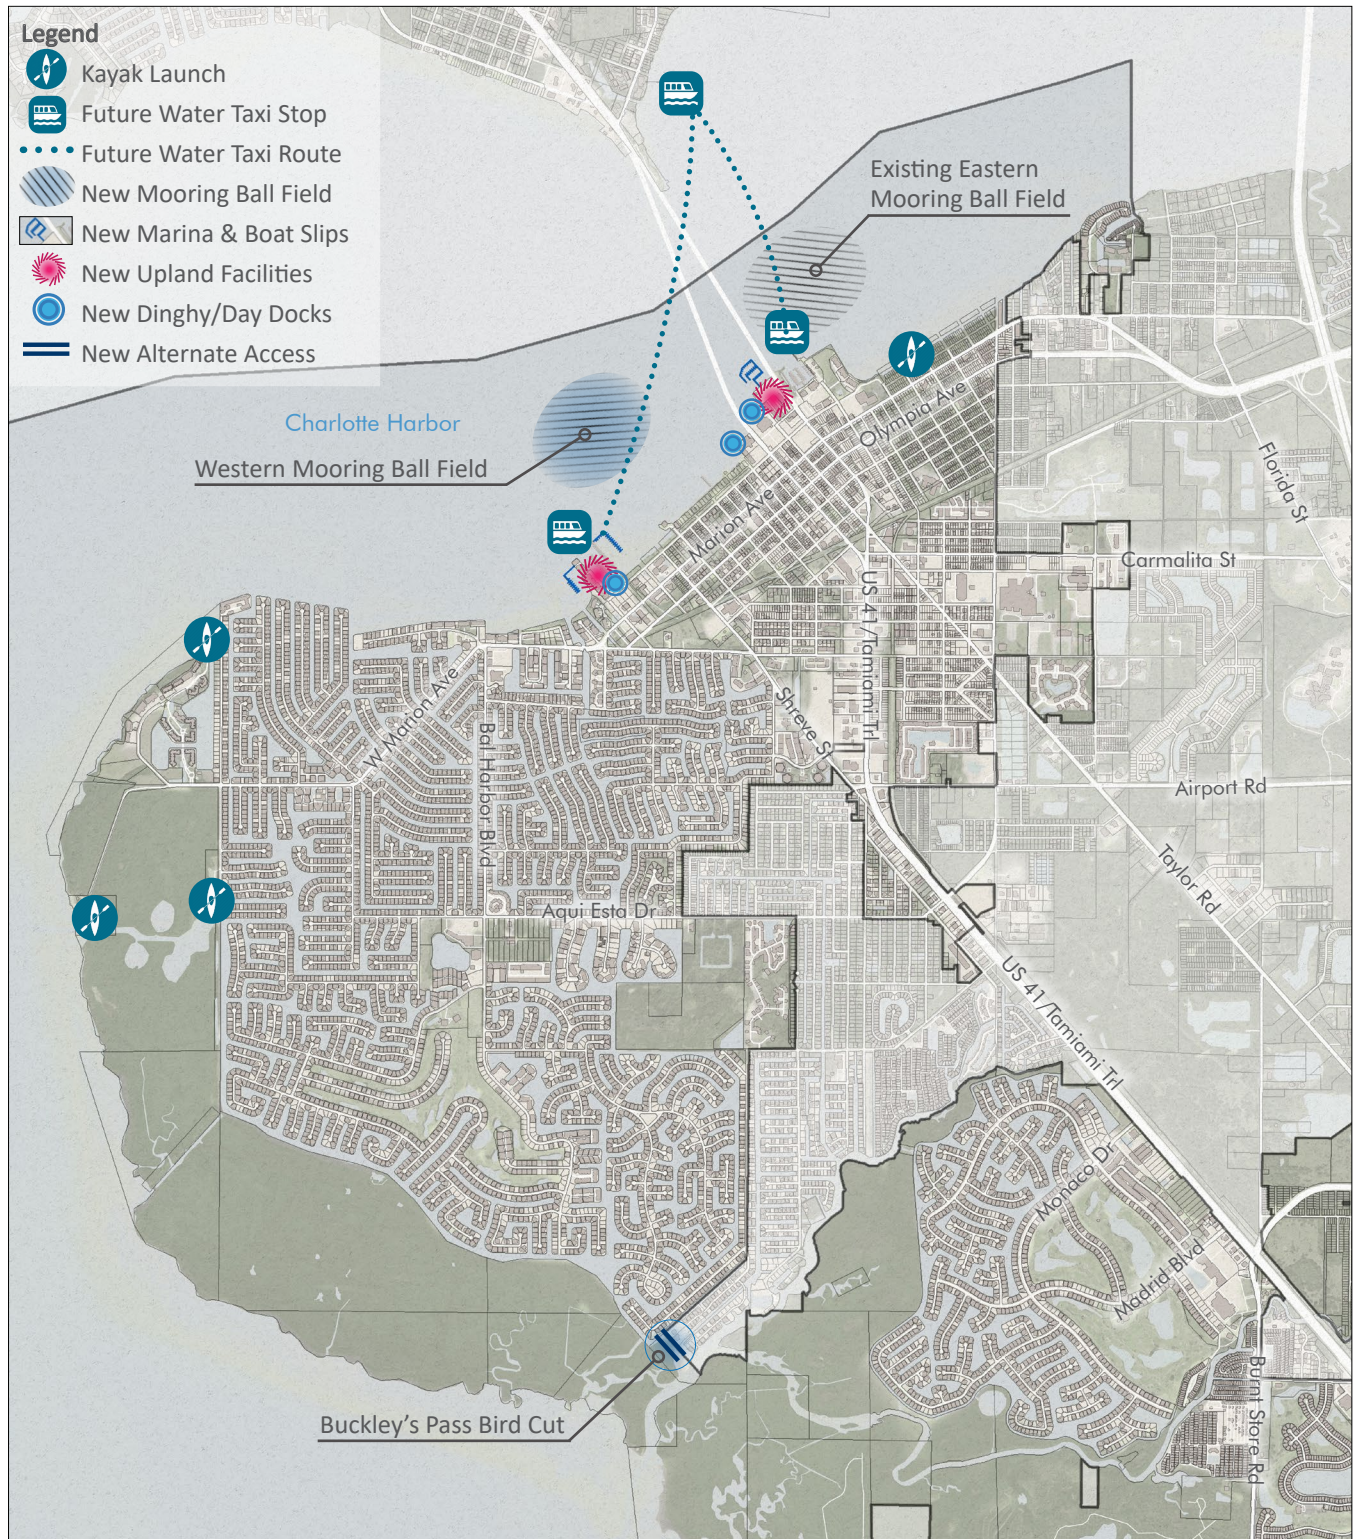 Legend
Kayak Launch
Future Water Taxi Stop
Future Water Taxi Route
New Mooring Ball Field
New Marina & Boat Slips
New Upland Facilities
New Dinghy/Day Docks
New Alternate Access
Existing Eastern
Mooring Ball Field
Charlotte Harbor
Western Mooring Ball Field
Olympia Ave
Marion Ave
Florida St
Carmalita St
US 41/Tamiami Trl
Shreve St
W Marion Ave
Bal Harbor Blvd
Airport Rd
Taylor Rd
Aqui Esta Dr
US 41/Tamiami Trl
Monaco Dr
Madrid Blvd
Burnt Store Rd
Buckley's Pass Bird Cut